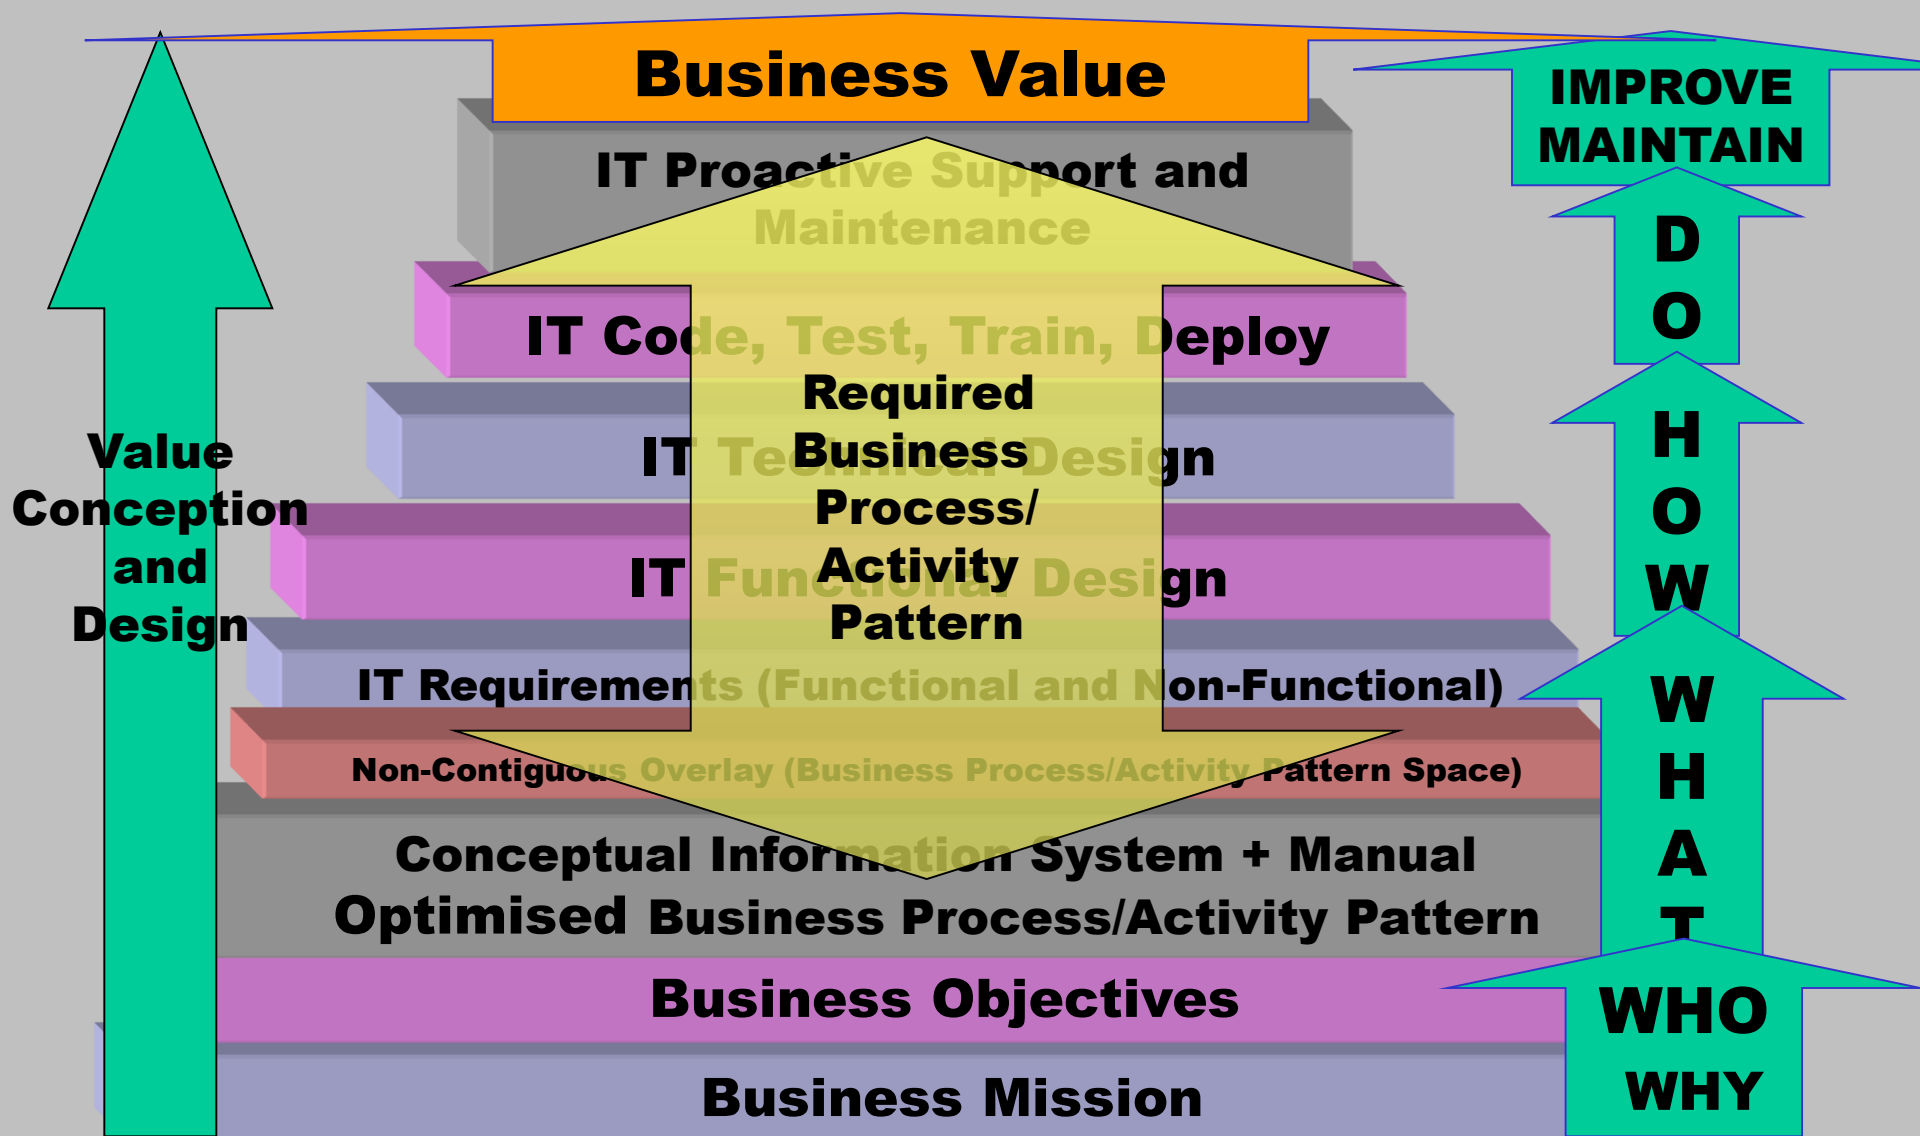 Business Value
IT Proactive Support and
Maintenance
IT Code, Test, Train, Deploy
IT Technical Design
IT Functional Design
IT Requirements (Functional and Non-Functional)
Non-Contiguous Overlay (Business Process/Activity Pattern Space)
Conceptual Information System + Manual
Optimised Business Process/Activity Pattern
Business Objectives
Business Mission
Value
Conception
and
Design
Required
Business
Process/
Activity
Pattern
IMPROVE
MAINTAIN
D
O
H
O
W
W
H
A
T
WHO
WHY